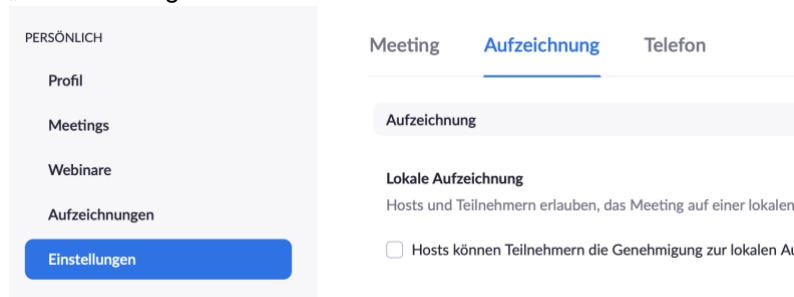 PERSÖNLICH
Profil
Meetings
Webinare
Aufzeichnungen
Einstellungen
Meeting Aufzeichnung Telefon
Aufzeichnung
Lokale Aufzeichnung
Hosts und Teilnehmern erlauben, das Meeting auf einer lokalen
Hosts können Teilnehmern die Genehmigung zur lokalen